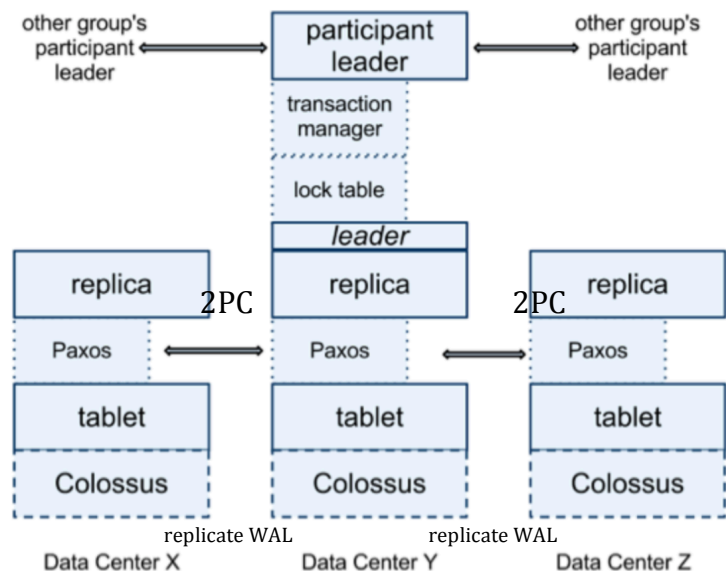 other group's
participant
leader
participant
leader
other group's
participant
leader
transaction
manager
lock table
leader
replica
replica
replica
2PC
2PC
Paxos
Paxos
Paxos
tablet
tablet
tablet
Colossus
Colossus
Colossus
replicate WAL
replicate WAL
Data Center X
Data Center Y
Data Center Z